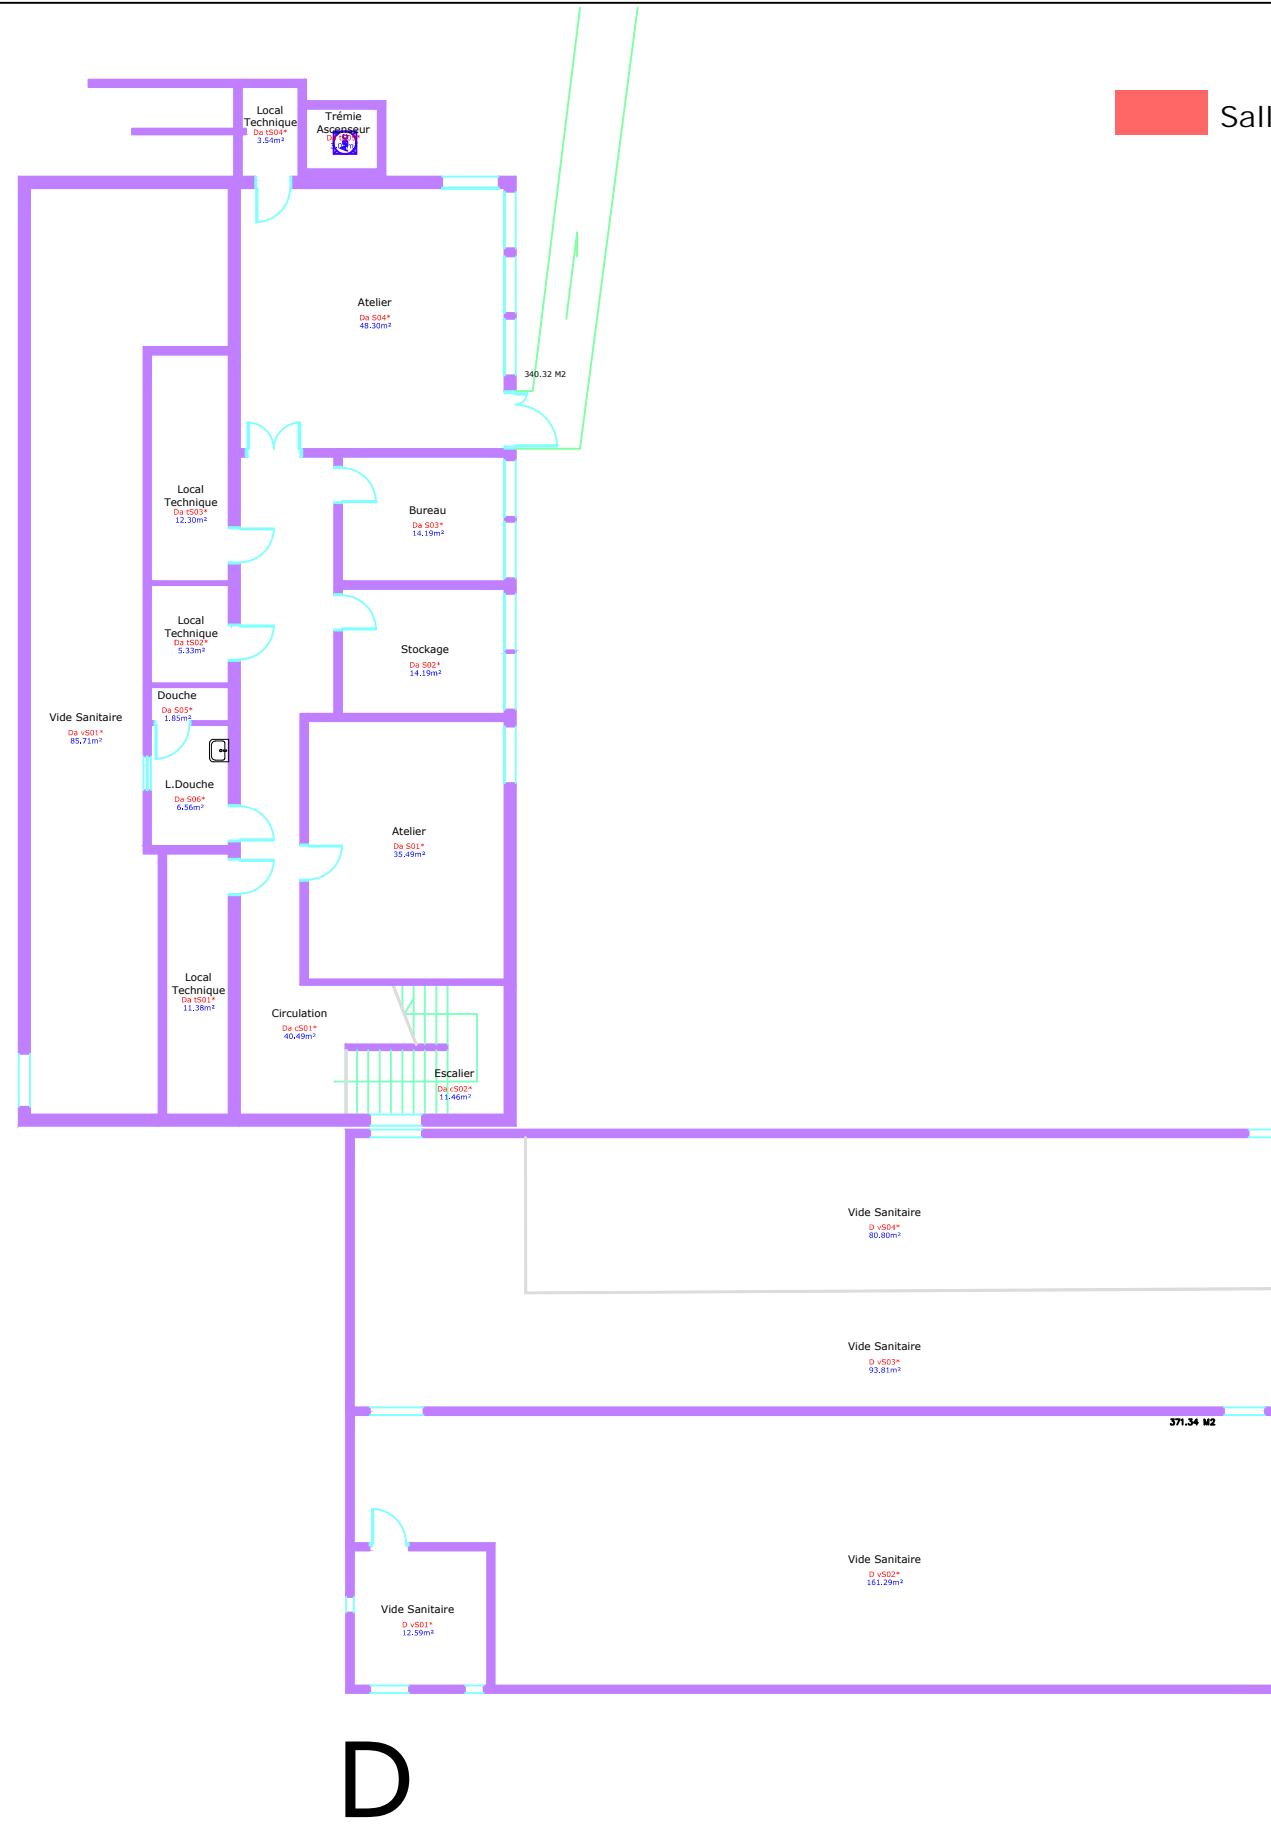 Local
Technique
Da tS04*
3.54m²
Trémie
Ascenseur
Sall
Atelier
Da S04*
48.30m²
340.32 M2
Local
Technique
Da tS03*
12.30m²
Bureau
Da S03*
14.19m²
Local
Technique
Da tS02*
5.33m²
Stockage
Da S02*
14.19m²
Douche
Da S05*
1.85m²
Vide Sanitaire
Da vS01*
85.71m²
L.Douche
Da S06*
6.56m²
Atelier
Da S01*
35.49m²
Local
Technique
Da tS01*
11.38m²
Circulation
Da cS01*
40.49m²
Escalier
Da cS02*
11.46m²
Vide Sanitaire
D vS04*
80.80m²
Vide Sanitaire
D vS03*
93.81m²
371.34 M2
Vide Sanitaire
D vS02*
161.29m²
Vide Sanitaire
D vS01*
12.59m²
D